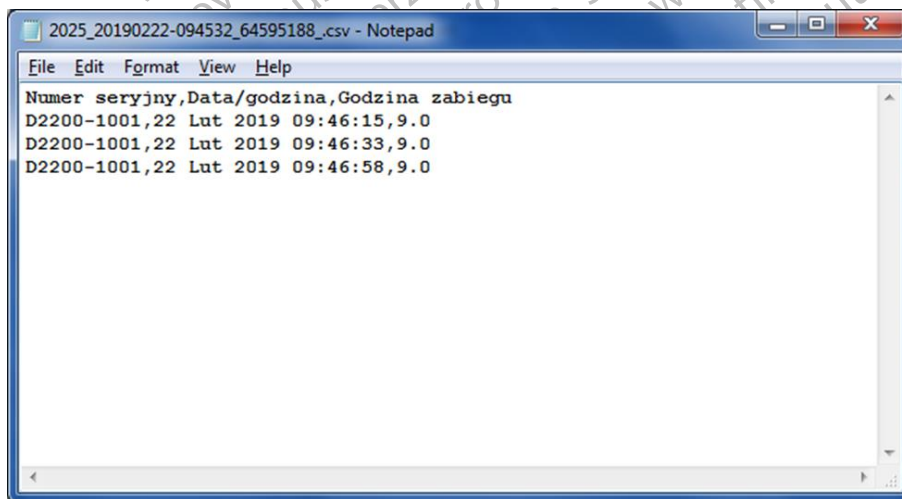 2025_20190222-094532_64595188_.csv - Notepad
File Edit Format View Help
Numer seryjny,Data/godzina,Godzina zabiegu
D2200-1001,22 Lut 2019 09:46:15,9.0
D2200-1001,22 Lut 2019 09:46:33,9.0
D2200-1001,22 Lut 2019 09:46:58,9.0